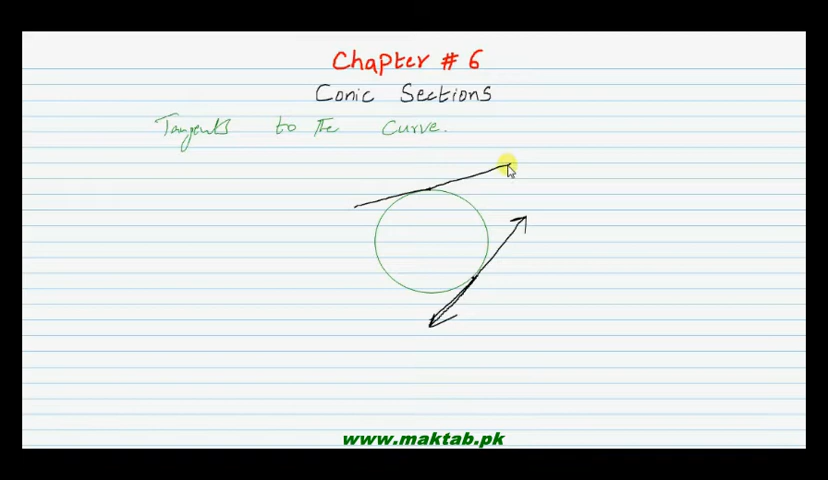 Chapter # 6
Conic Sections
Tangents to the Curve.
www.maktab.pk